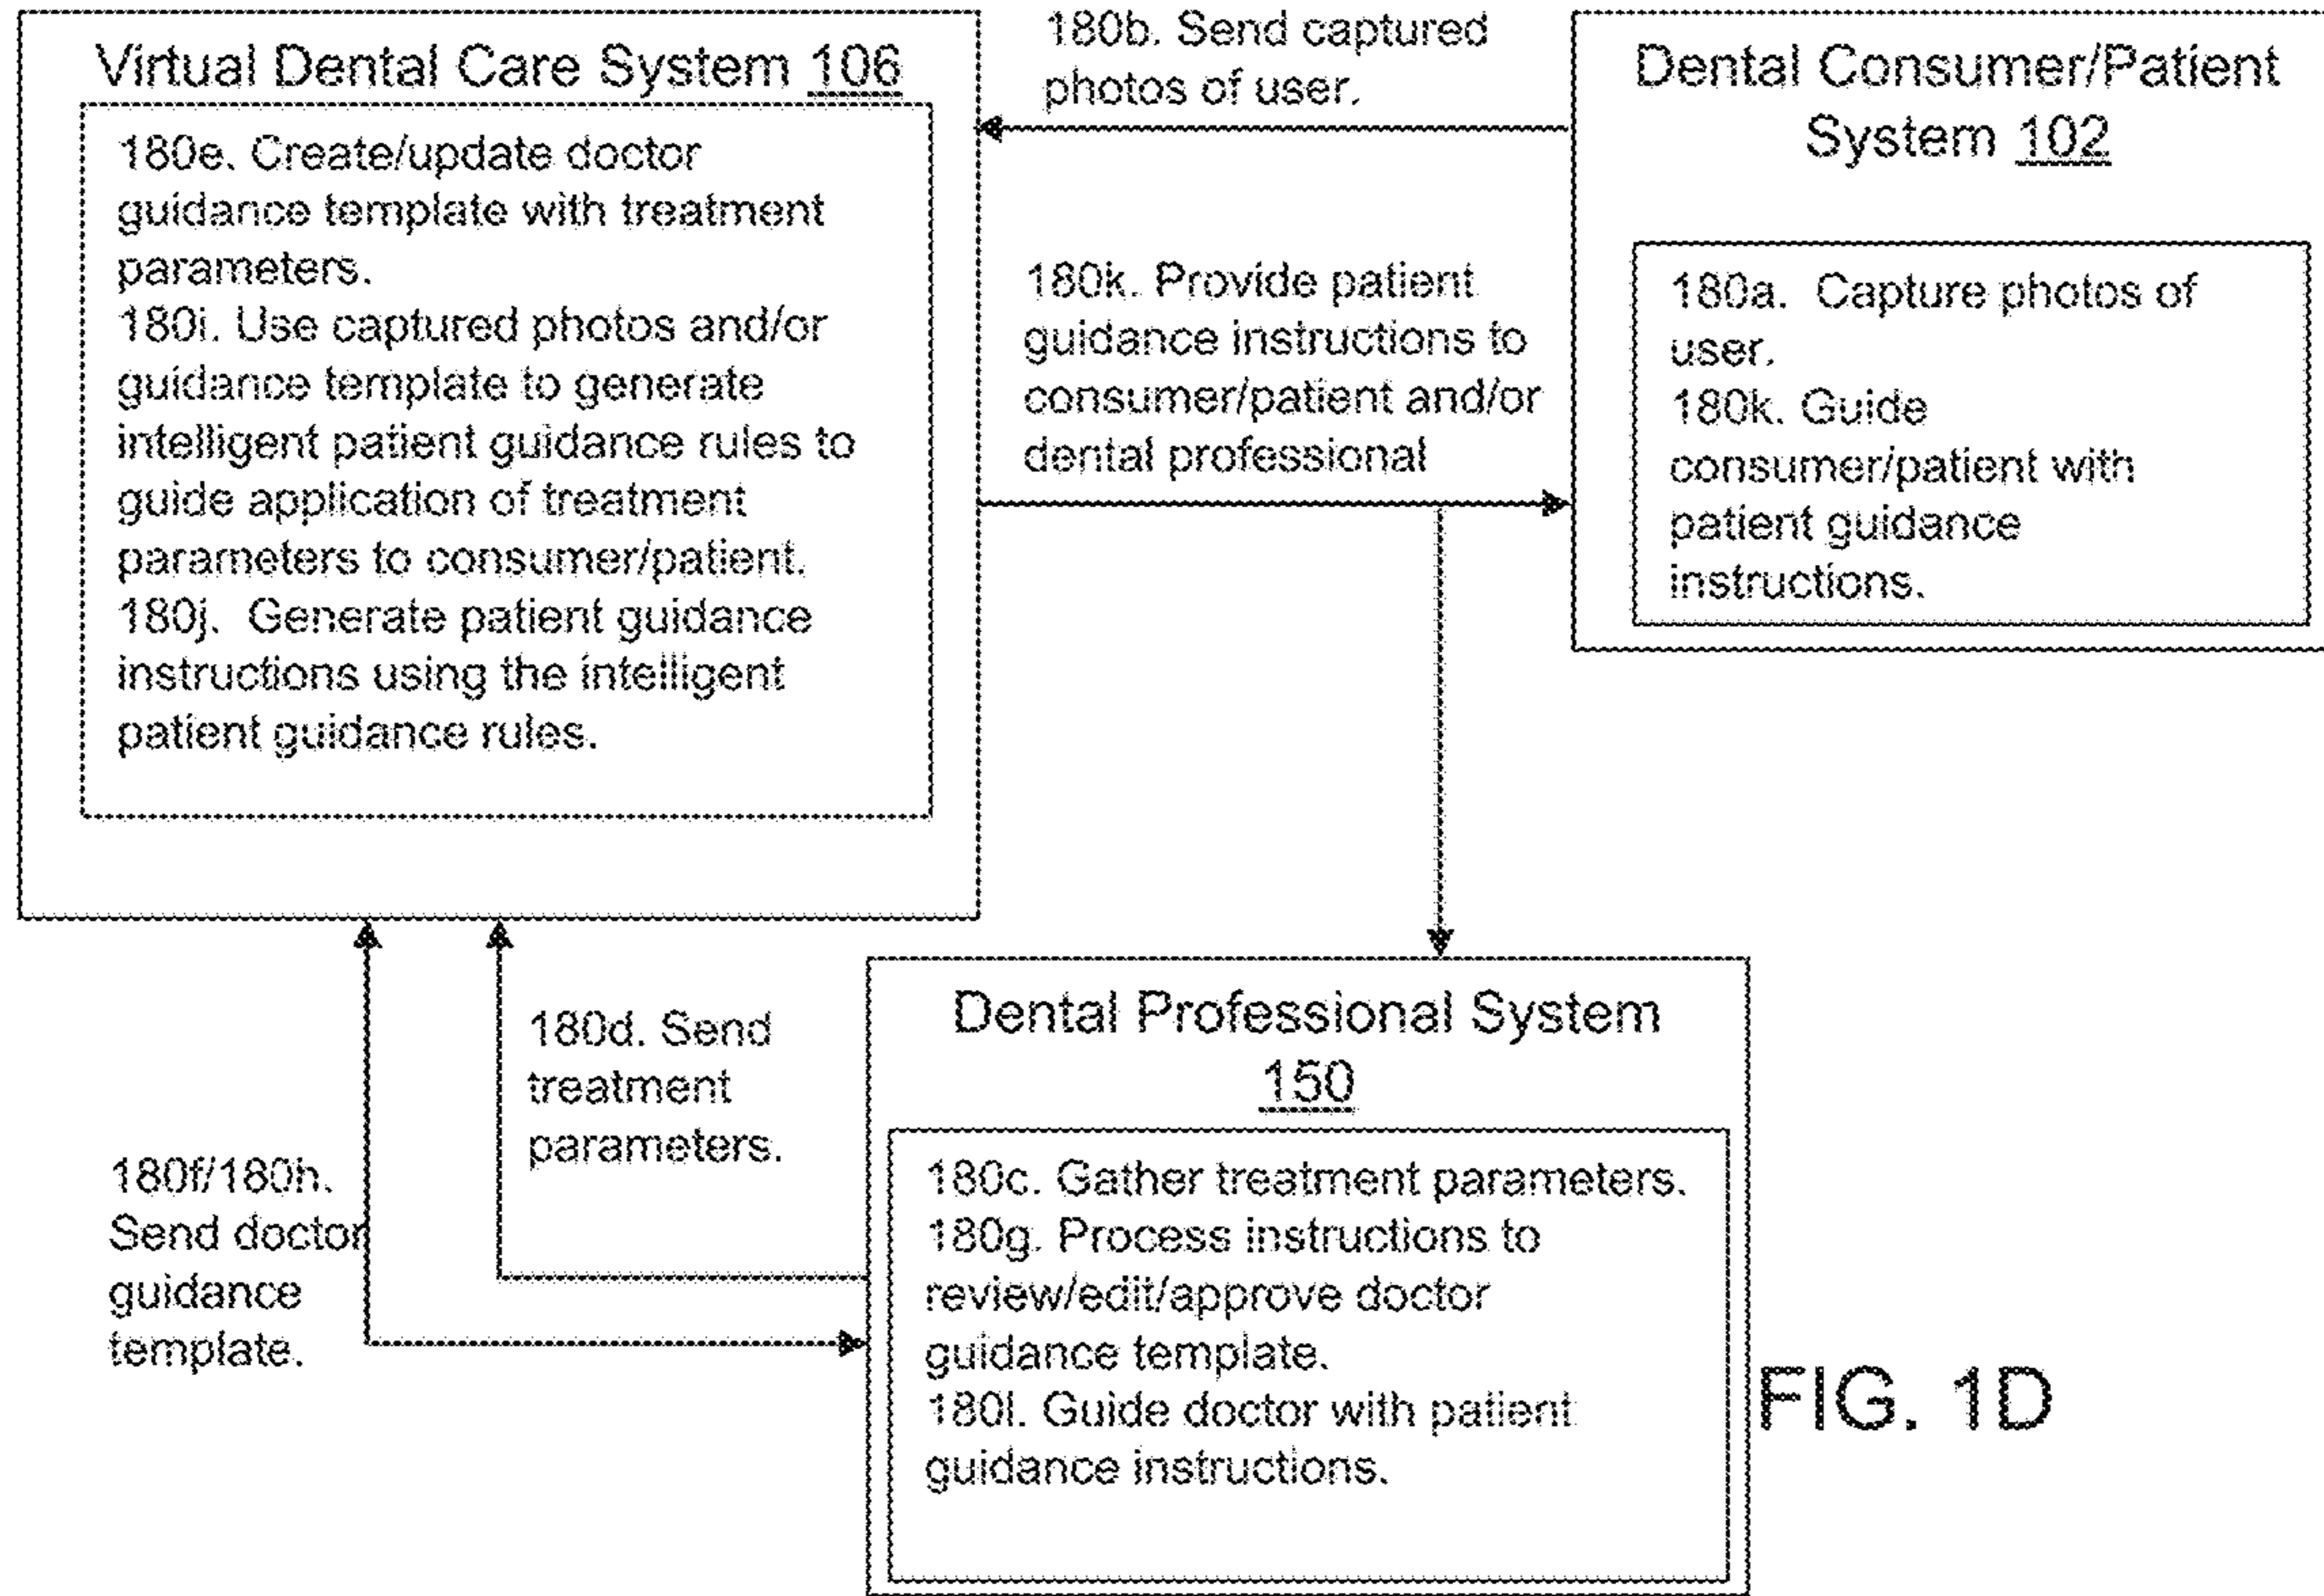 Virtual Dental Care System 106
180e. Create/update doctor
guidance template with treatment
parameters.
180i. Use captured photos and/or
guidance template to generate
intelligent patient guidance rules to
guide application of treatment
parameters to consumer/patient.
180j. Generate patient guidance
instructions using the intelligent
patient guidance rules.
180b. Send captured
photos of user.
180k. Provide patient
guidance instructions to
consumer/patient and/or
dental professional
Dental Consumer/Patient
System 102
180a. Capture photos of
user.
180k. Guide
consumer/patient with
patient guidance
instructions.
180f/180h.
Send doctor
guidance
template.
180d. Send
treatment
parameters.
Dental Professional System
150
180c. Gather treatment parameters.
180g. Process instructions to
review/edit/approve doctor
guidance template.
180l. Guide doctor with patient
guidance instructions.
FIG. 1D